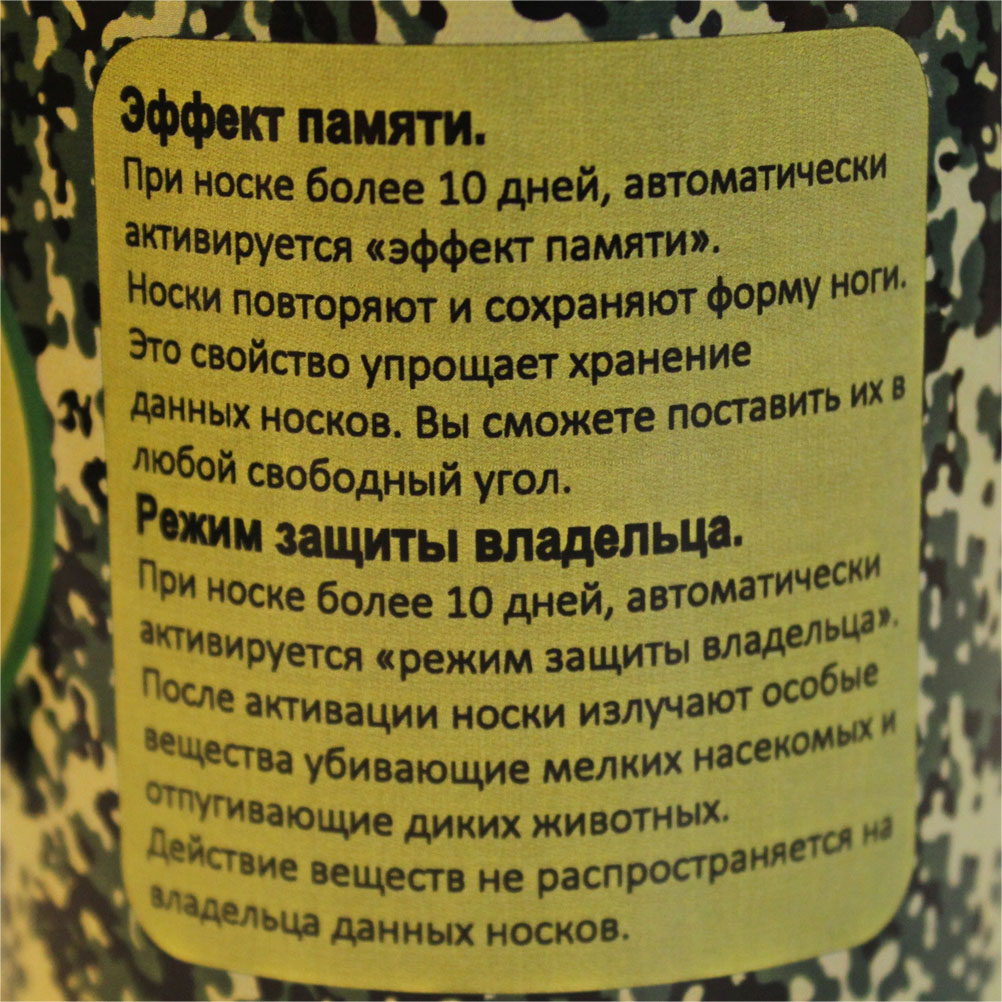 Эффект памяти.
При носке более 10 дней, автоматически
активируется «эффект памяти».
Носки повторяют и сохраняют форму ноги.
Это свойство упрощает хранение
данных носков. Вы сможете поставить их в
любой свободный угол.
Режим защиты владельца.
При носке более 10 дней, автоматически
активируется «режим защиты владельца».
После активации носки излучают особые
вещества убивающие мелких насекомых и
отпугивающие диких животных.
Действие веществ не распространяется на
владельца данных носков.